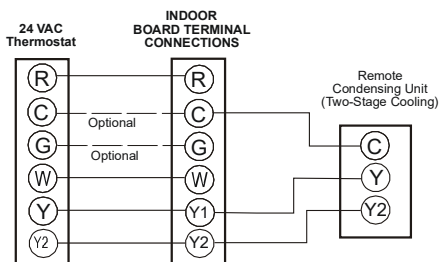 24 VAC
Thermostat
INDOOR
BOARD TERMINAL
CONNECTIONS
Remote
Condensing Unit
(Two-Stage Cooling)
R
R
C
Optional
C
C
G
Optional
G
W
W
Y
Y
Y1
Y2
Y2
Y2